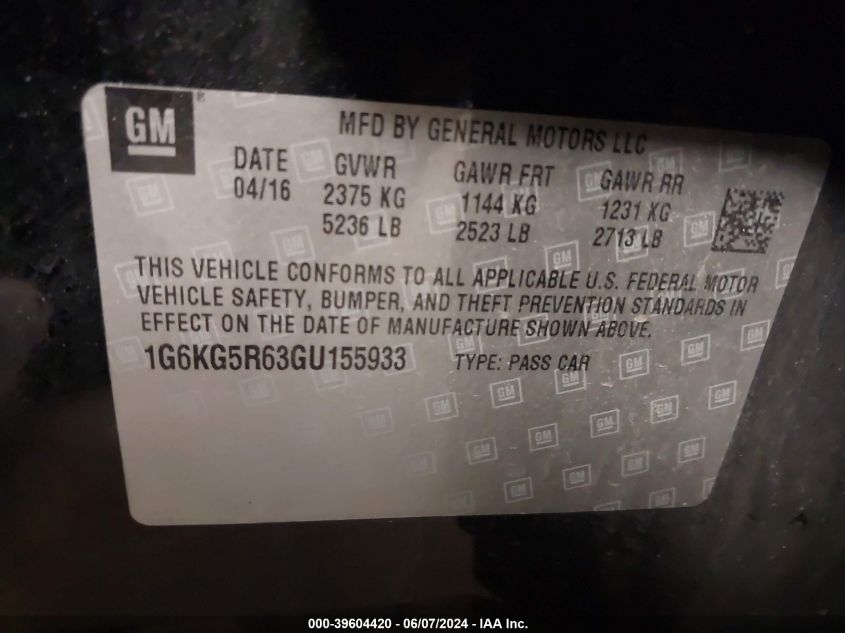 GM ®
MFD BY GENERAL MOTORS LLC
DATE GVWR GAWR FRT GAWR RR
04/16 2375 KG 1144 KG 1231 KG
5236 LB 2523 LB 2713 LB
THIS VEHICLE CONFORMS TO ALL APPLICABLE U.S. FEDERAL MOTOR
VEHICLE SAFETY, BUMPER, AND THEFT PREVENTION STANDARDS IN
EFFECT ON THE DATE OF MANUFACTURE SHOWN ABOVE.
1G6KG5R63GU155933 TYPE: PASS CAR
000-39604420 - 06/07/2024 - IAA Inc.